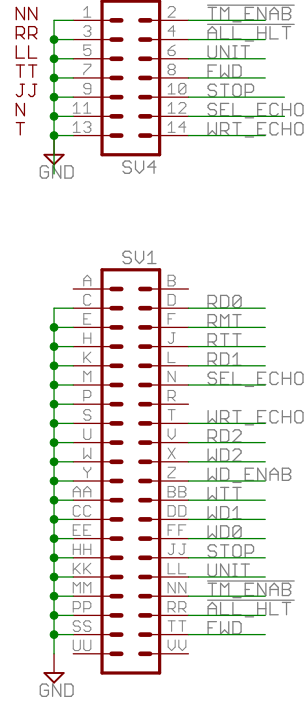 NN 1 2 TM_ENAB
RR 3 4 ALL_HLT
LL 5 6 UNIT
TT 7 8 FWD
JJ 9 10 STOP
N 11 12 SEL_ECHO
T 13 14 WRT_ECHO
GND SV4
SV1
A B
C D RD0
E F RMT
H J RTT
K L RD1
M N SEL_ECHO
P R
S T WRT_ECHO
U V RD2
W X WD2
Y Z WD_ENAB
AA BB WTT
CC DD WD1
EE FF WD0
HH JJ STOP
KK LL UNIT
MM NN TM_ENAB
PP RR ALL_HLT
SS TT FWD
UU VV
GND